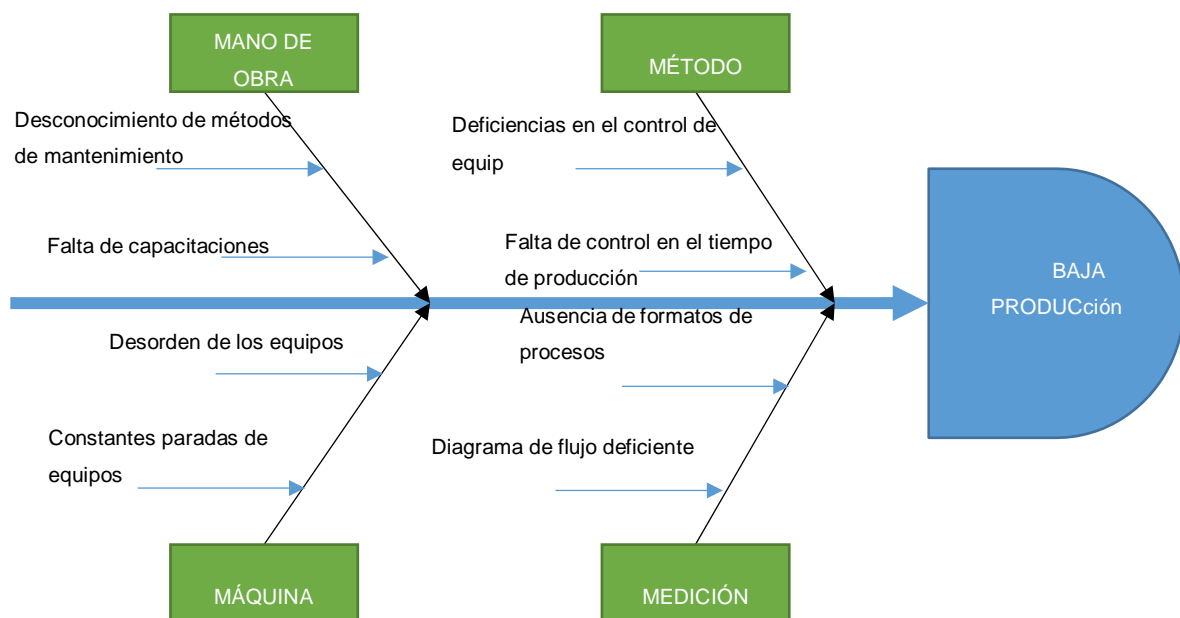 MANO DE
OBRA
MÉTODO
Desconocimiento de métodos
de mantenimiento
Deficiencias en el control de
equip
Falta de capacitaciones
Falta de control en el tiempo
de producción
BAJA
PRODUCción
Desorden de los equipos
Ausencia de formatos de
procesos
Constantes paradas de
equipos
Diagrama de flujo deficiente
MÁQUINA
MEDICIÓN